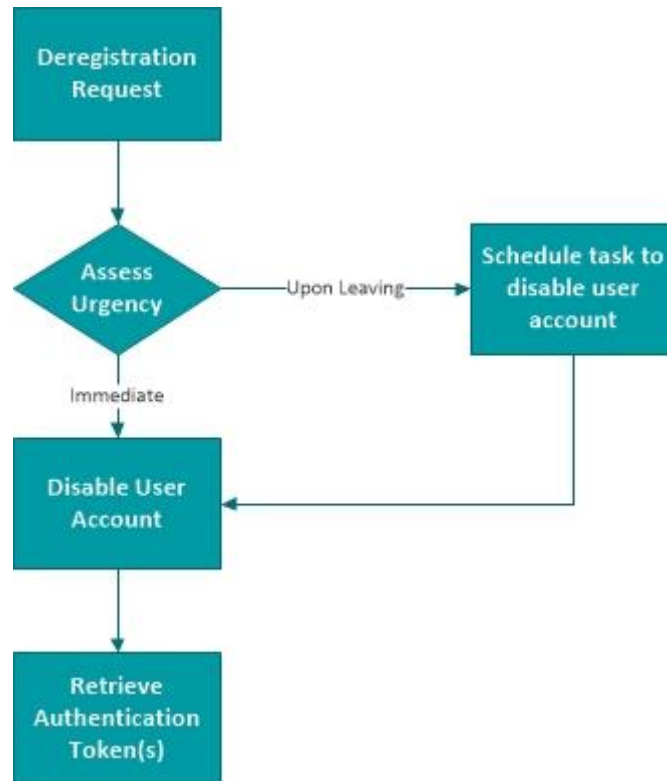 Deregistration
Request
Assess
Urgency
Upon Leaving
Schedule task to
disable user
account
Immediate
Disable User
Account
Retrieve
Authentication
Token(s)